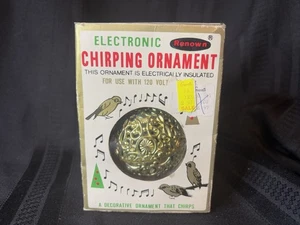 ELECTRONIC Renown®
CHIRPING ORNAMENT
THIS ORNAMENT IS ELECTRICALLY INSULATED
FOR USE WITH 120 VOLT
A DECORATIVE ORNAMENT THAT CHIRPS